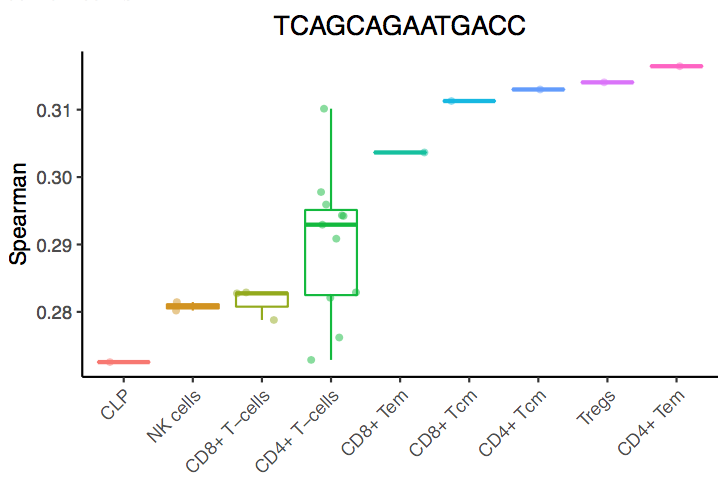 TCAGCAGAATGACC
Spearman
0.31
0.30
0.29
0.28
CLP
NK cells
CD8+ T-cells
CD4+ T-cells
CD8+ Tem
CD8+ Tcm
CD4+ Tcm
Tregs
CD4+ Tem